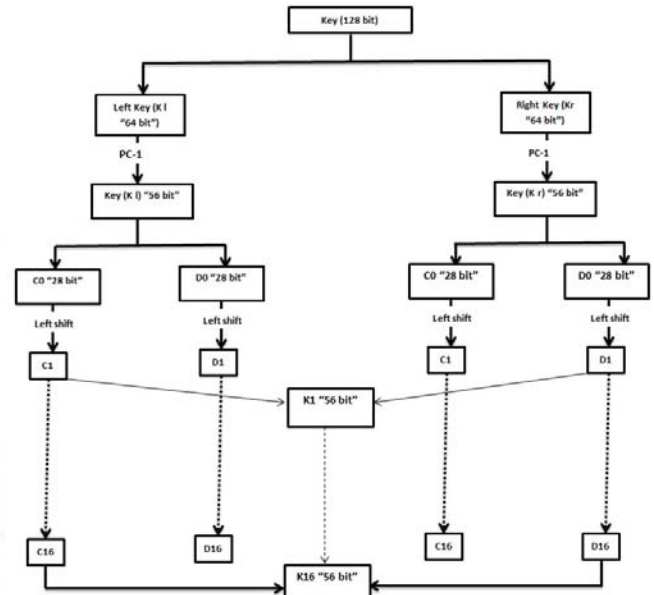 Key (128 bit)
Left Key (K l
"64 bit")
Right Key (Kr
"64 bit")
PC-1
PC-1
Key (K l) "56 bit"
Key (K r) "56 bit"
C0 "28 bit"
D0 "28 bit"
C0 "28 bit"
D0 "28 bit"
Left shift
Left shift
Left shift
Left shift
C1
D1
C1
D1
K1 "56 bit"
C16
D16
C16
D16
K16 "56 bit"